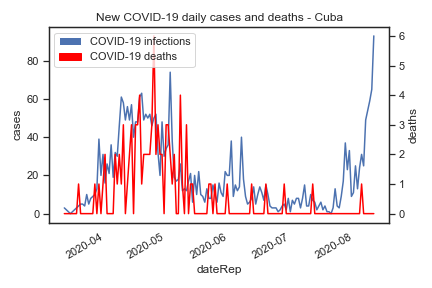 New COVID-19 daily cases and deaths - Cuba
COVID-19 infections
COVID-19 deaths
cases
80
60
40
20
0
deaths
6
5
4
3
2
1
0
2020-04
2020-05
2020-06
2020-07
2020-08
dateRep